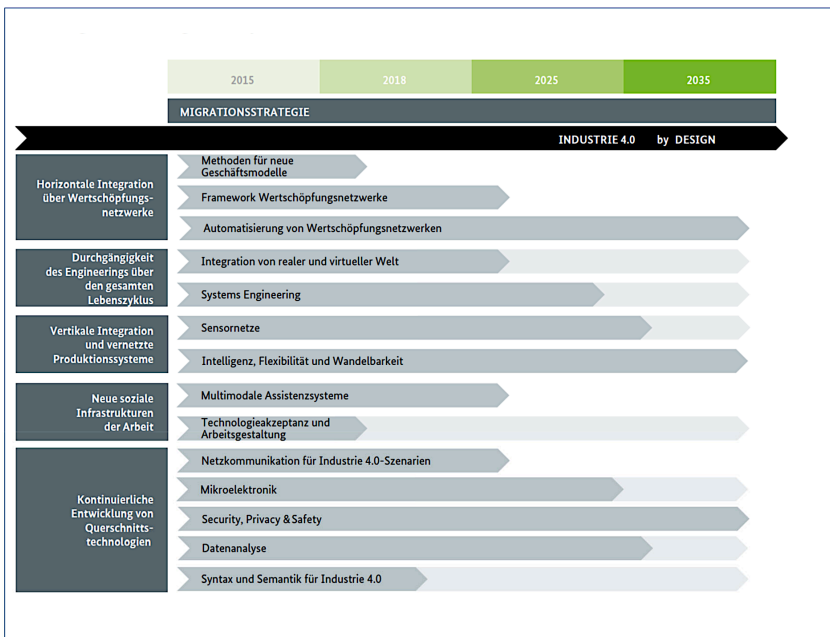 2015 2018 2025 2035
MIGRATIONSSTRATEGIE
INDUSTRIE 4.0 by DESIGN
Horizontale Integration
über Wertschöpfungs-
netzwerke
Methoden für neue
Geschäftsmodelle
Framework Wertschöpfungsnetzwerke
Automatisierung von Wertschöpfungsnetzwerken
Durchgängigkeit
des Engineerings über
den gesamten
Lebenszyklus
Integration von realer und virtueller Welt
Systems Engineering
Vertikale Integration
und vernetzte
Produktionssysteme
Sensornetze
Intelligenz, Flexibilität und Wandelbarkeit
Neue soziale
Infrastrukturen
der Arbeit
Multimodale Assistenzsysteme
Technologieakzeptanz und
Arbeitsgestaltung
Kontinuierliche
Entwicklung von
Querschnitts-
technologien
Netzkommunikation für Industrie 4.0-Szenarien
Mikroelektronik
Security, Privacy & Safety
Datenanalyse
Syntax und Semantik für Industrie 4.0